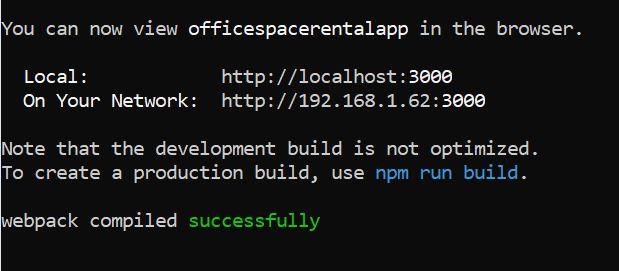 You can now view officespacerentalapp in the browser.
Local: http://localhost:3000
On Your Network: http://192.168.1.62:3000
Note that the development build is not optimized.
To create a production build, use npm run build.
webpack compiled successfully